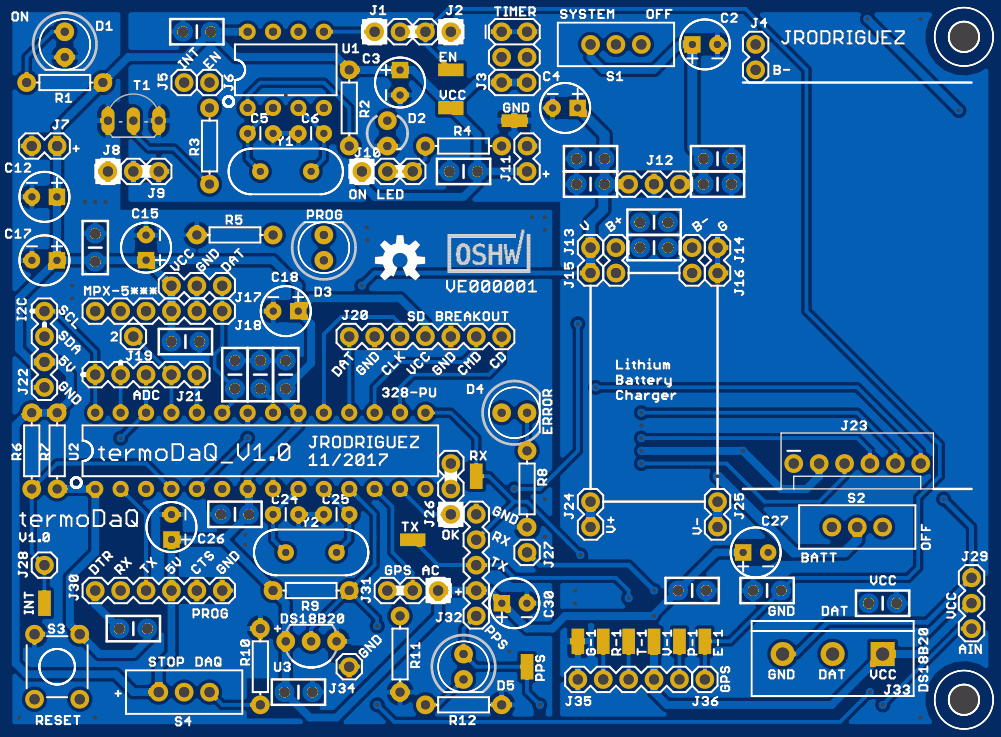 ON
D1
R1
J5
INT
EN
J6
U1
J1
J2
C3
EN
VCC
TIMER
J3
SYSTEM OFF
S1
C2
J4
B-
JRODRIGUEZ
T1
C5
C6
Y1
R3
R2
D2
R4
GND
C4
J11
+
J7
+
C12
J8
J9
J10
ON LED
J12
C17
C15
R5
PROG
OSHW
VE000001
V
B+
B-
G
J13
J14
J15
J16
VCC
GND
DAT
MPX-5***
J17
J18
C18
D3
I2C
SCL
SDA
5V
GND
J22
2
J19
ADC
J21
J20
SD BREAKOUT
DAT
GND
CLK
VCC
GND
CMD
CD
328-PU
D4
ERROR
Lithium
Battery
Charger
J23
R6
R7
U2
termoDaQ_V1.0
JRODRIGUEZ
11/2017
RX
R8
J24
V+
J25
V-
S2
BATT
OFF
termoDaQ
V1.0
C26
C24
C25
Y2
J26
OK
TX
GND
RX
TX
+
PPS
J27
C27
J28
INT
J30
DTR
RX
TX
5V
CTS
GND
PROG
R9
DS18B20
J31
GPS
AC
J32
C30
GND
DAT
VCC
J29
VCC
AIN
S3
RESET
STOP DAQ
+
S4
R10
U3
GND
J34
R11
D5
R12
PPS
G-1
R-1
T-1
V-1
P-1
E-1
J35
J36
GPS
GND
DAT
VCC
J33
DS18B20